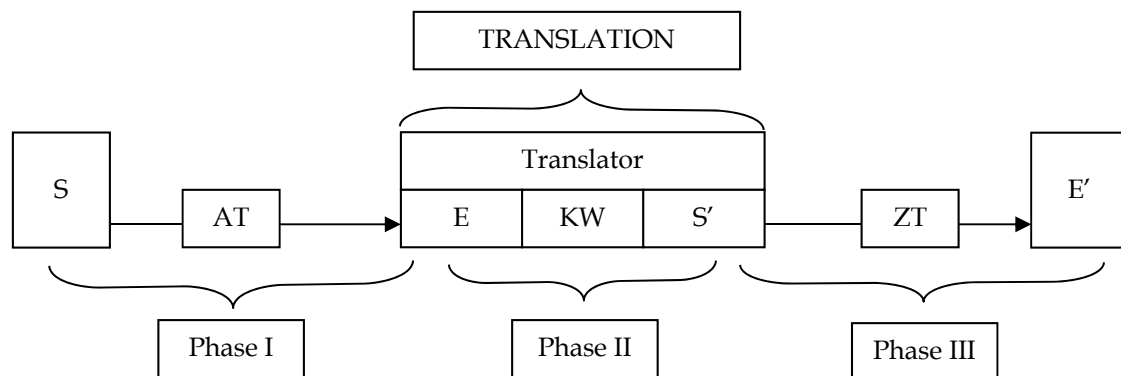 TRANSLATION
Translator
S
AT
E
KW
S’
ZT
E’
Phase I
Phase II
Phase III